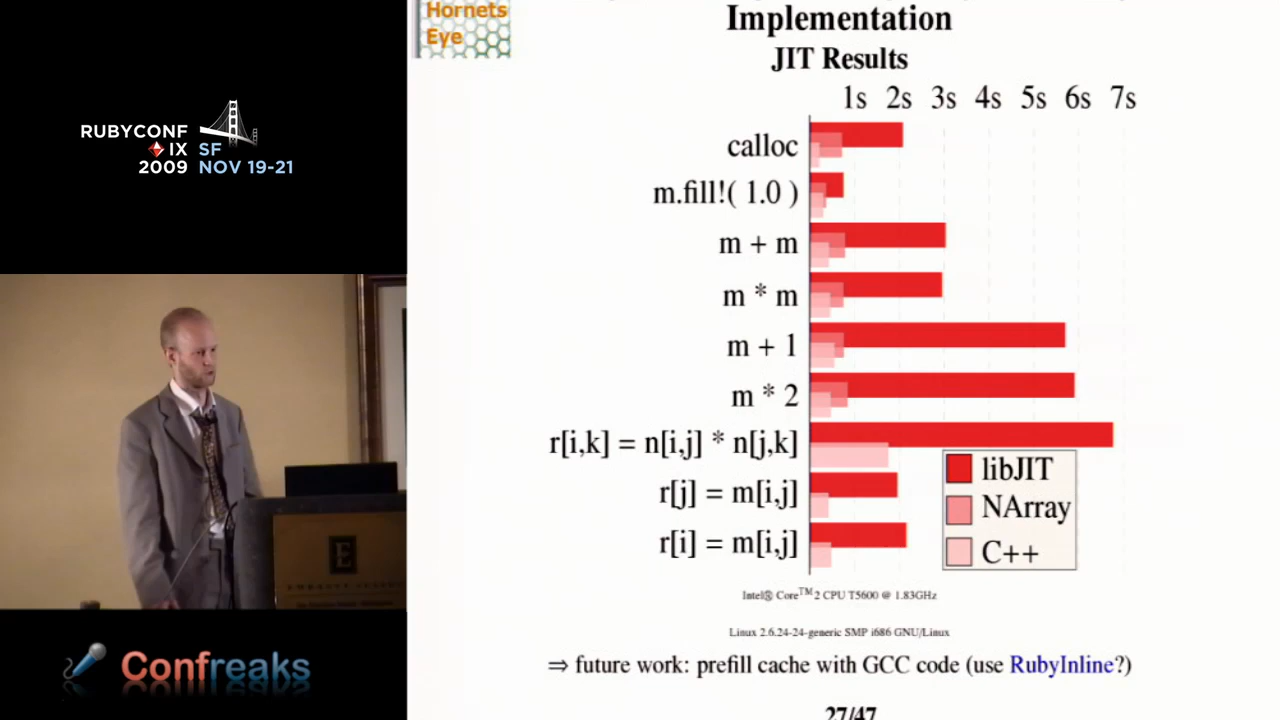 Hornets
Eye
Implementation
JIT Results
1s 2s 3s 4s 5s 6s 7s
calloc
m.fill!( 1.0 )
m + m
m * m
m + 1
m * 2
r[i,k] = n[i,j] * n[j,k]
r[j] = m[i,j]
r[i] = m[i,j]
libJIT
NArray
C++
Intel® Core™2 CPU T5600 @ 1.83GHz
Linux 2.6.24-24-generic SMP i686 GNU/Linux
⇒ future work: prefill cache with GCC code (use RubyInline?)
27/47
RUBYCONF
IX SF
2009 NOV 19-21
E
Confreaks